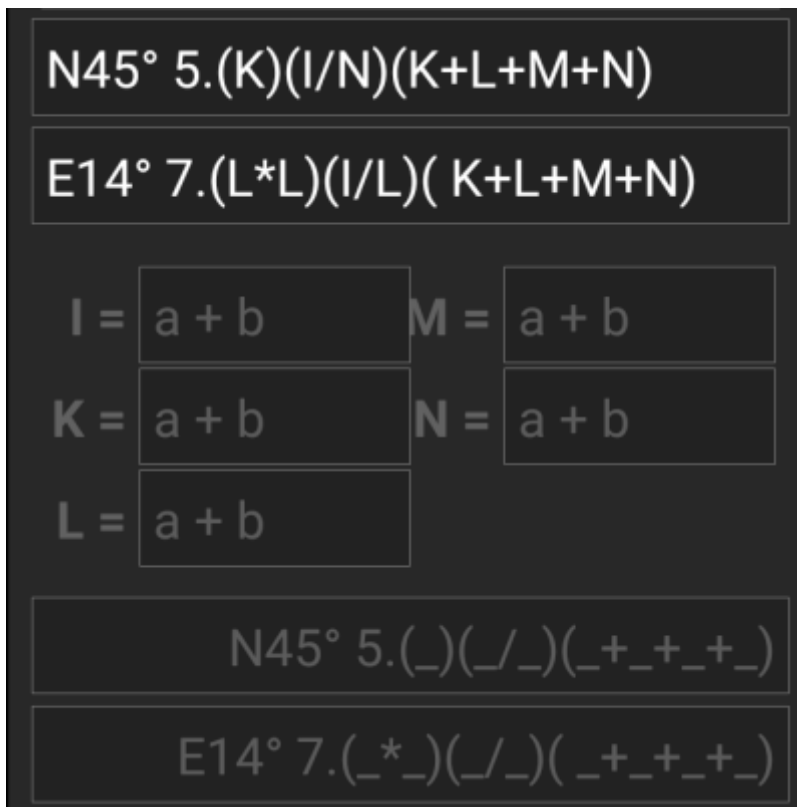 N45° 5.(K)(I/N)(K+L+M+N)
E14° 7.(L*L)(I/L)( K+L+M+N)
I = a + b M = a + b
K = a + b N = a + b
L = a + b
N45° 5.(_)(_/_)(_+_+_+_)
E14° 7.(_*_)(_/_)( _+_+_+_)